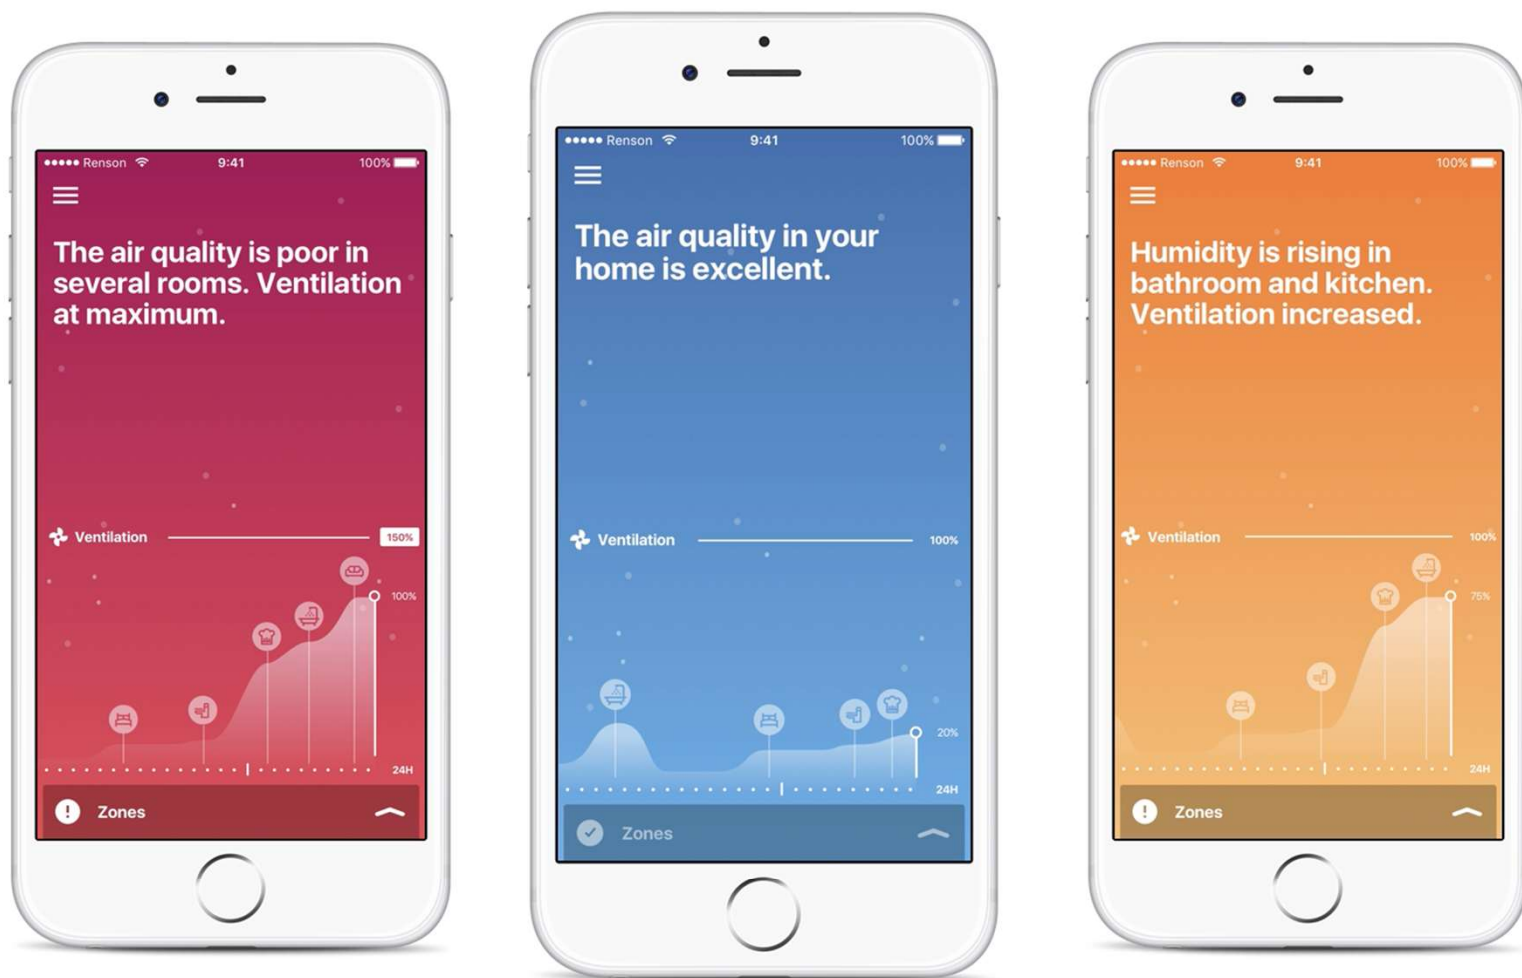 Renson 9:41 100%
The air quality is poor in
several rooms. Ventilation
at maximum.
Ventilation 150%
100%
24H
Zones
Renson 9:41 100%
The air quality in your
home is excellent.
Ventilation 100%
20%
24H
Zones
Renson 9:41 100%
Humidity is rising in
bathroom and kitchen.
Ventilation increased.
Ventilation 100%
75%
24H
Zones